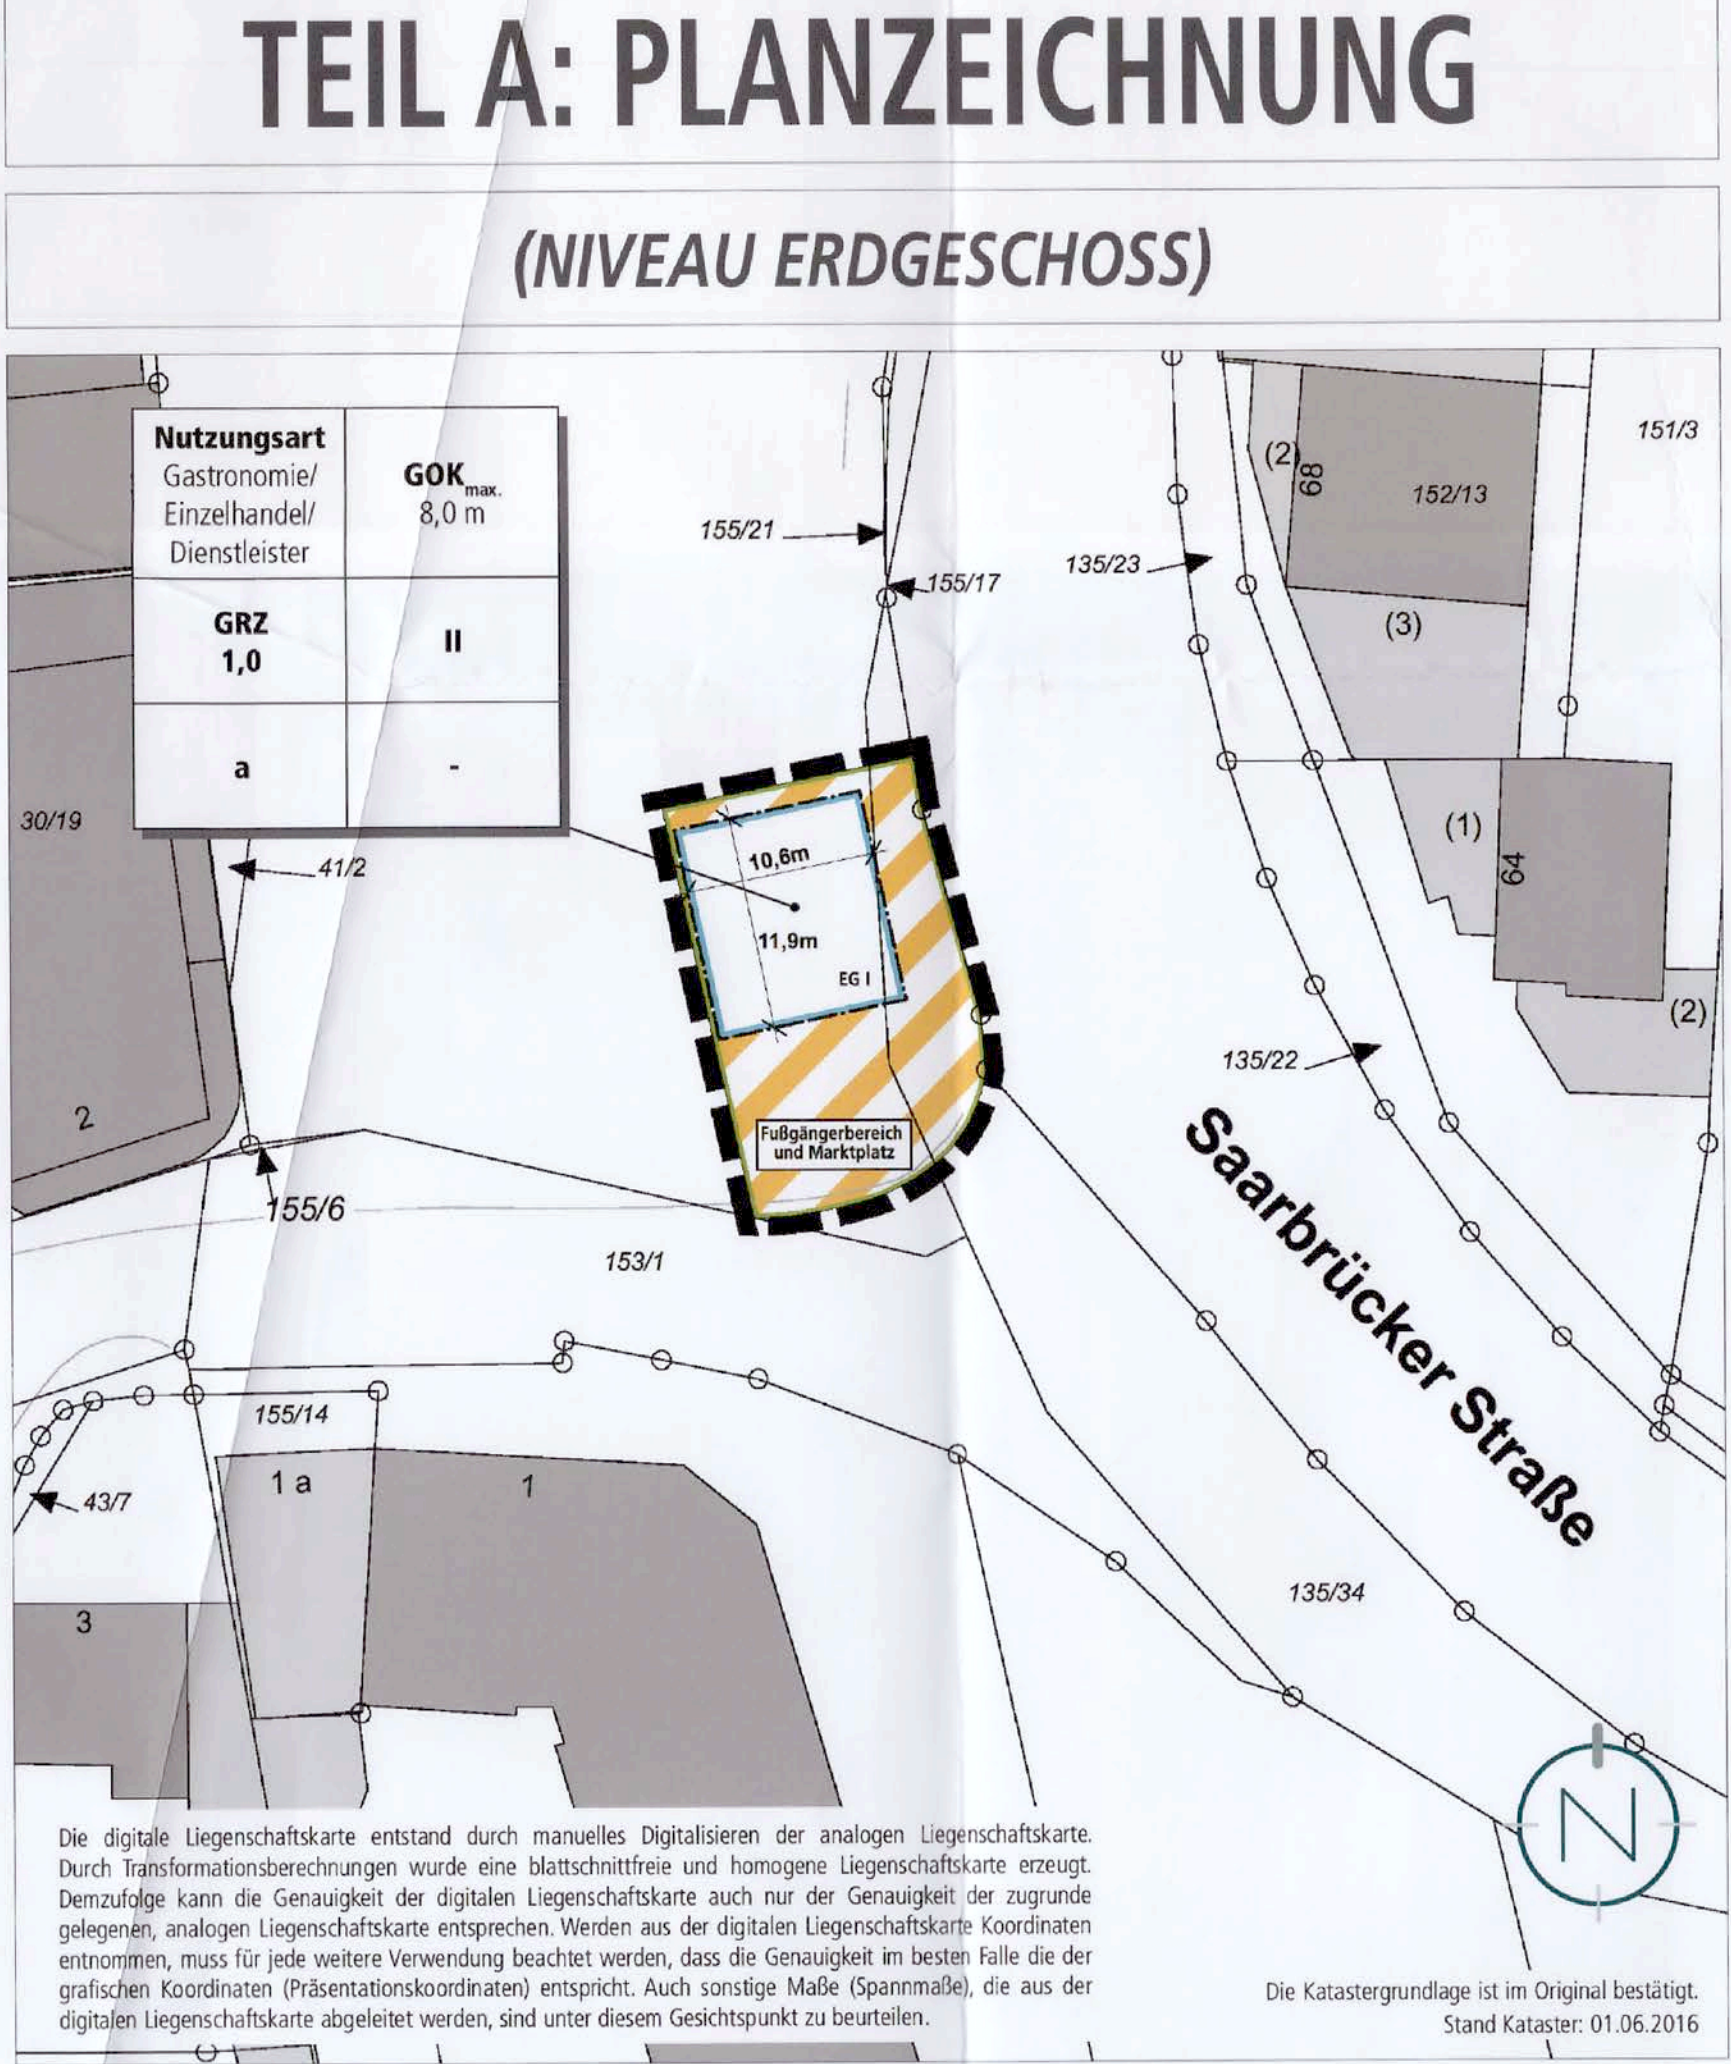 TEIL A: PLANZEICHNUNG
(NIVEAU ERDGESCHOSS)
Nutzungsart
Gastronomie/
Einzelhandel/
Dienstleister
GOK max.
8,0 m
GRZ
1,0
II
a
-
155/21
155/17
135/23
(2)
68
152/13
151/3
(3)
30/19
41/2
10,6m
11,9m
EG I
(1)
64
(2)
135/22
2
Fußgängerbereich
und Marktplatz
155/6
153/1
Saarbrücker Straße
155/14
1 a
1
43/7
3
135/34
N
Die digitale Liegenschaftskarte entstand durch manuelles Digitalisieren der analogen Liegenschaftskarte.
Durch Transformationsberechnungen wurde eine blattschnittfreie und homogene Liegenschaftskarte erzeugt.
Demzufolge kann die Genauigkeit der digitalen Liegenschaftskarte auch nur der Genauigkeit der zugrunde
gelegenen, analogen Liegenschaftskarte entsprechen. Werden aus der digitalen Liegenschaftskarte Koordinaten
entnommen, muss für jede weitere Verwendung beachtet werden, dass die Genauigkeit im besten Falle die der
grafischen Koordinaten (Präsentationskoordinaten) entspricht. Auch sonstige Maße (Spannmaße), die aus der
digitalen Liegenschaftskarte abgeleitet werden, sind unter diesem Gesichtspunkt zu beurteilen.
Die Katastergrundlage ist im Original bestätigt.
Stand Kataster: 01.06.2016